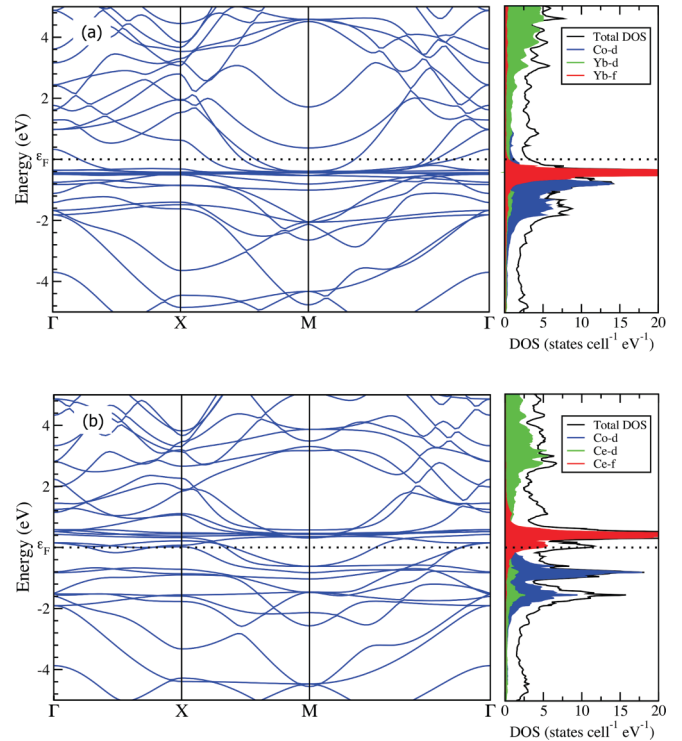 (a)
4
2
ε_F
-2
-4
Energy (eV)
Γ X M Γ
Total DOS
Co-d
Yb-d
Yb-f
0 5 10 15 20
DOS (states cell⁻¹ eV⁻¹)
(b)
4
2
ε_F
-2
-4
Energy (eV)
Γ X M Γ
Total DOS
Co-d
Ce-d
Ce-f
0 5 10 15 20
DOS (states cell⁻¹ eV⁻¹)